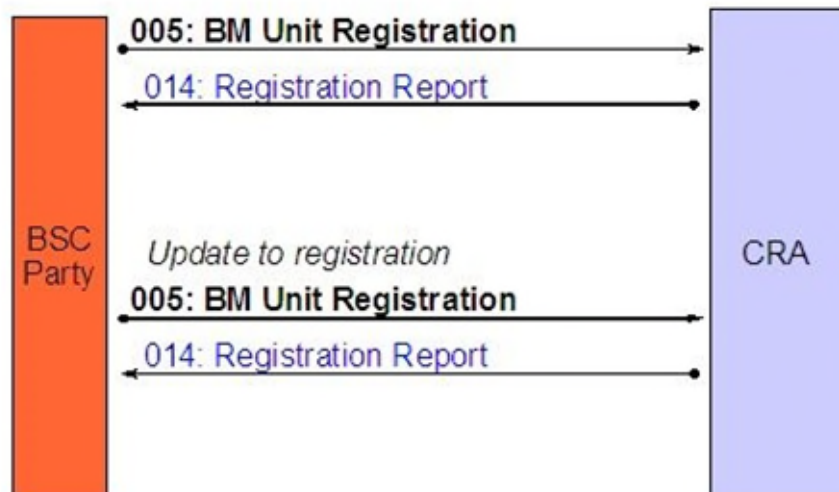 005: BM Unit Registration
014: Registration Report
BSC
Party
Update to registration
CRA
005: BM Unit Registration
014: Registration Report